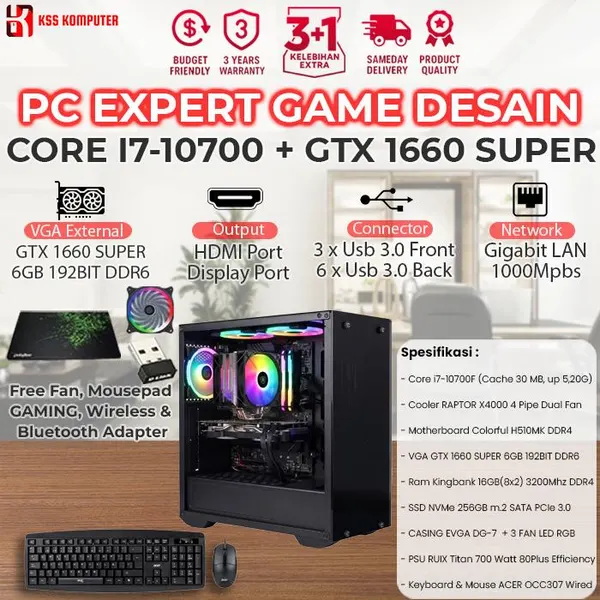 KSS KOMPUTER
BUDGET
FRIENDLY
3
3 YEARS
WARRANTY
3+1
KELEBIHAN
EXTRA
SAMEDAY
DELIVERY
PRODUCT
QUALITY
PC EXPERT GAME DESAIN
CORE I7-10700 + GTX 1660 SUPER
VGA External
GTX 1660 SUPER
6GB 192BIT DDR6
Output
HDMI Port
Display Port
Connector
3 x Usb 3.0 Front
6 x Usb 3.0 Back
Network
Gigabit LAN
1000Mpbs
Free Fan, Mousepad
GAMING, Wireless &
Bluetooth Adapter
Spesifikasi :
- Core i7-10700F (Cache 30 MB, up 5,20G)
- Cooler RAPTOR X4000 4 Pipe Dual Fan
- Motherboard Colorful H510MK DDR4
- VGA GTX 1660 SUPER 6GB 192BIT DDR6
- Ram Kingbank 16GB(8x2) 3200Mhz DDR4
- SSD NVMe 256GB m.2 SATA PCIe 3.0
- CASING EVGA DG-7 + 3 FAN LED RGB
- PSU RUIX Titan 700 Watt 80Plus Efficiency
- Keyboard & Mouse ACER OCC307 Wired